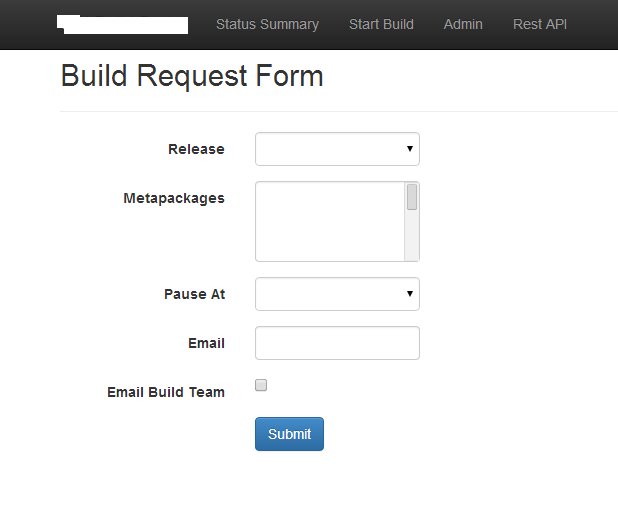 Status Summary Start Build Admin Rest API
Build Request Form
Release
Metapackages
Pause At
Email
Email Build Team
Submit